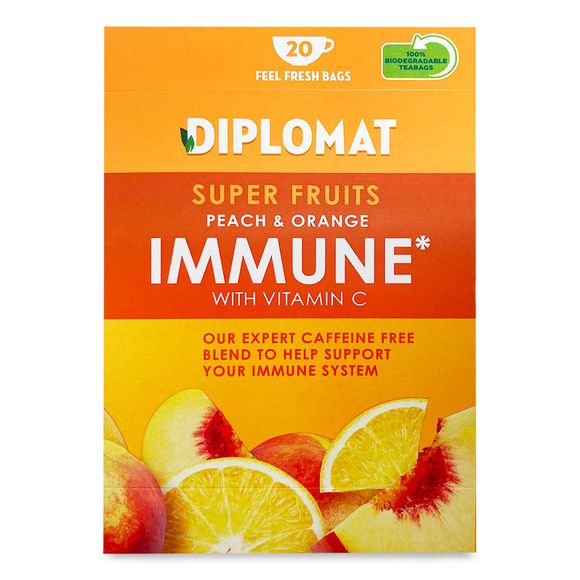 20
FEEL FRESH BAGS
100%
BIODEGRADABLE
TEABAGS
DIPLOMAT
SUPER FRUITS
PEACH & ORANGE
IMMUNE*
WITH VITAMIN C
OUR EXPERT CAFFEINE FREE
BLEND TO HELP SUPPORT
YOUR IMMUNE SYSTEM